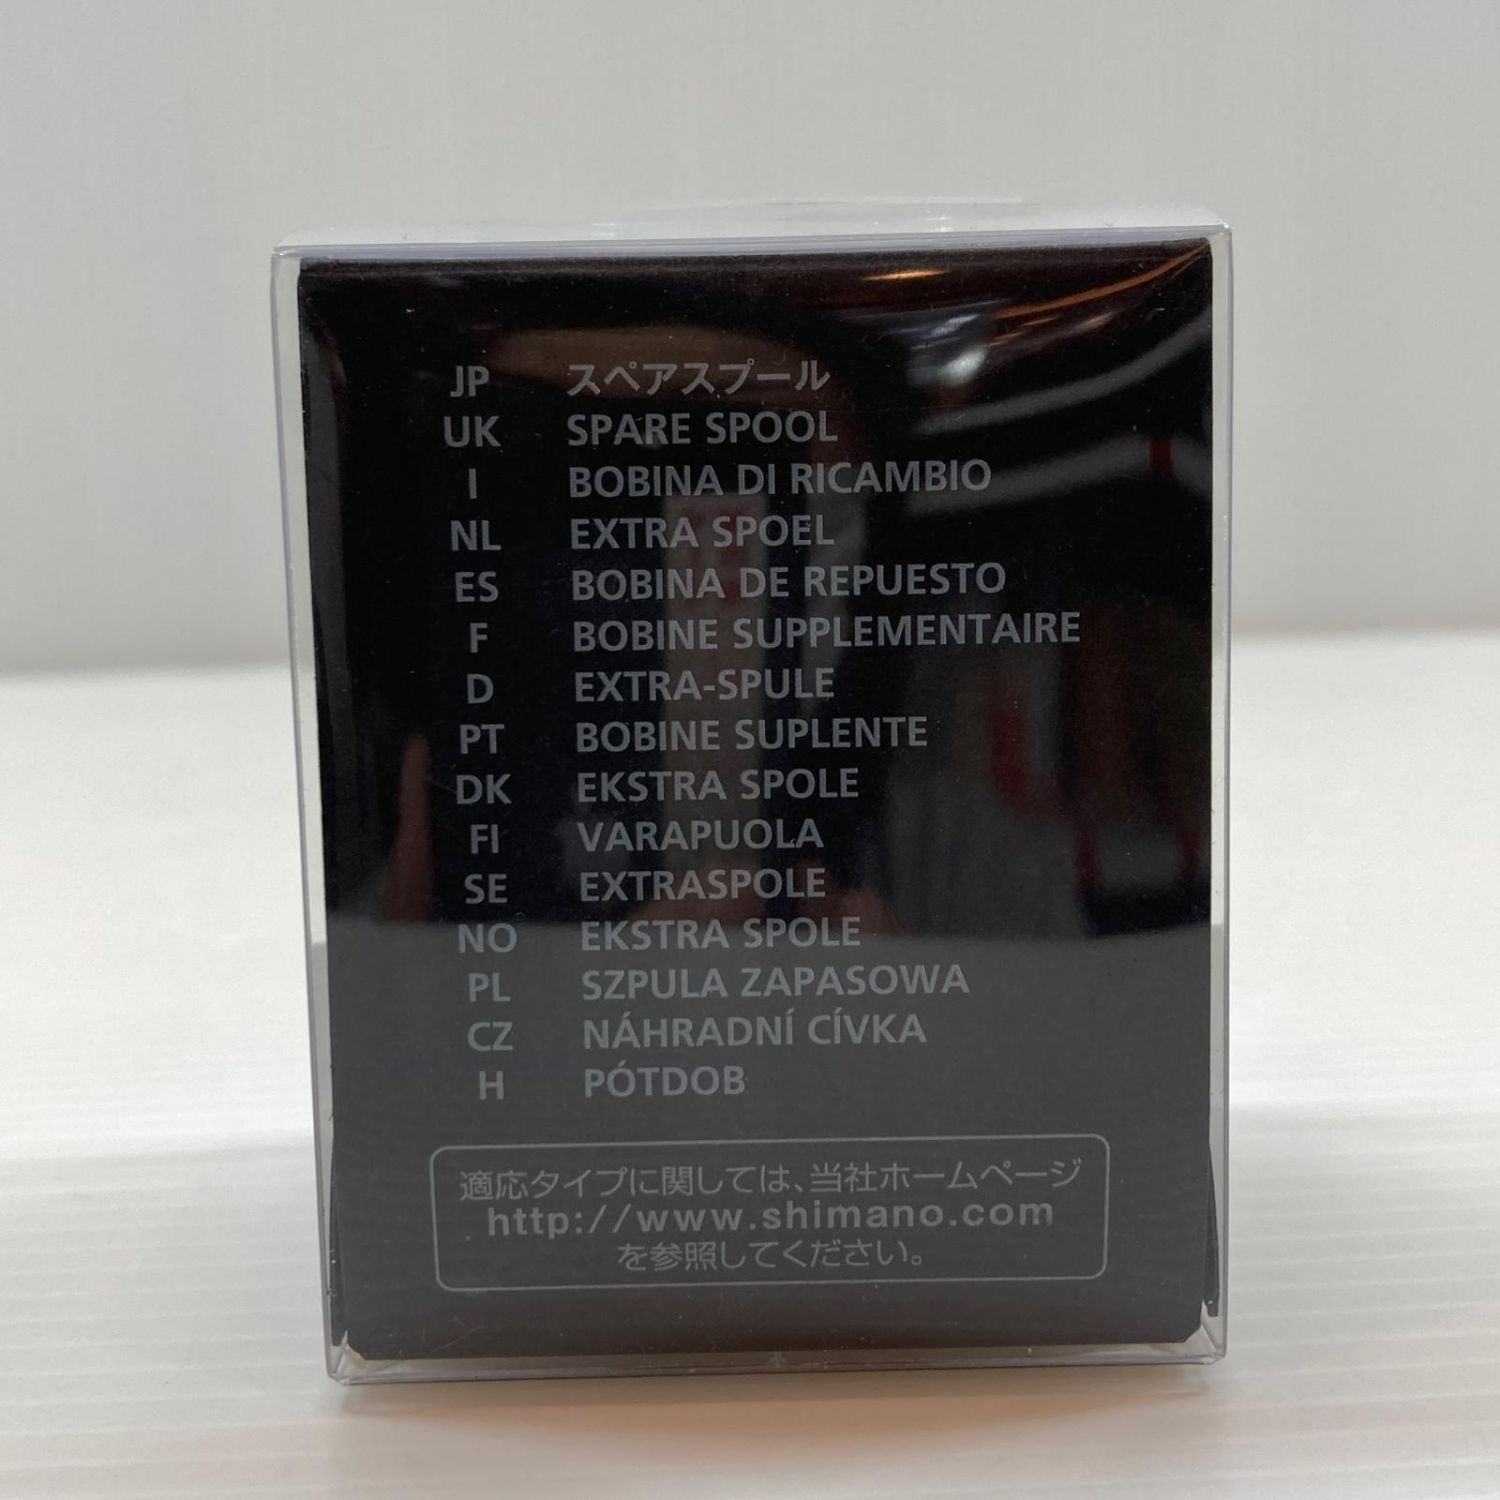 JP スペアスプール
UK SPARE SPOOL
I BOBINA DI RICAMBIO
NL EXTRA SPOEL
ES BOBINA DE REPUESTO
F BOBINE SUPPLEMENTAIRE
D EXTRA-SPULE
PT BOBINE SUPLENTE
DK EKSTRA SPOLE
FI VARAPUOLA
SE EXTRASPOLE
NO EKSTRA SPOLE
PL SZPULA ZAPASOWA
CZ NÁHRADNÍ CÍVKA
H PÓTDOB
適応タイプに関しては、当社ホームページ
http://www.shimano.com
を参照してください。